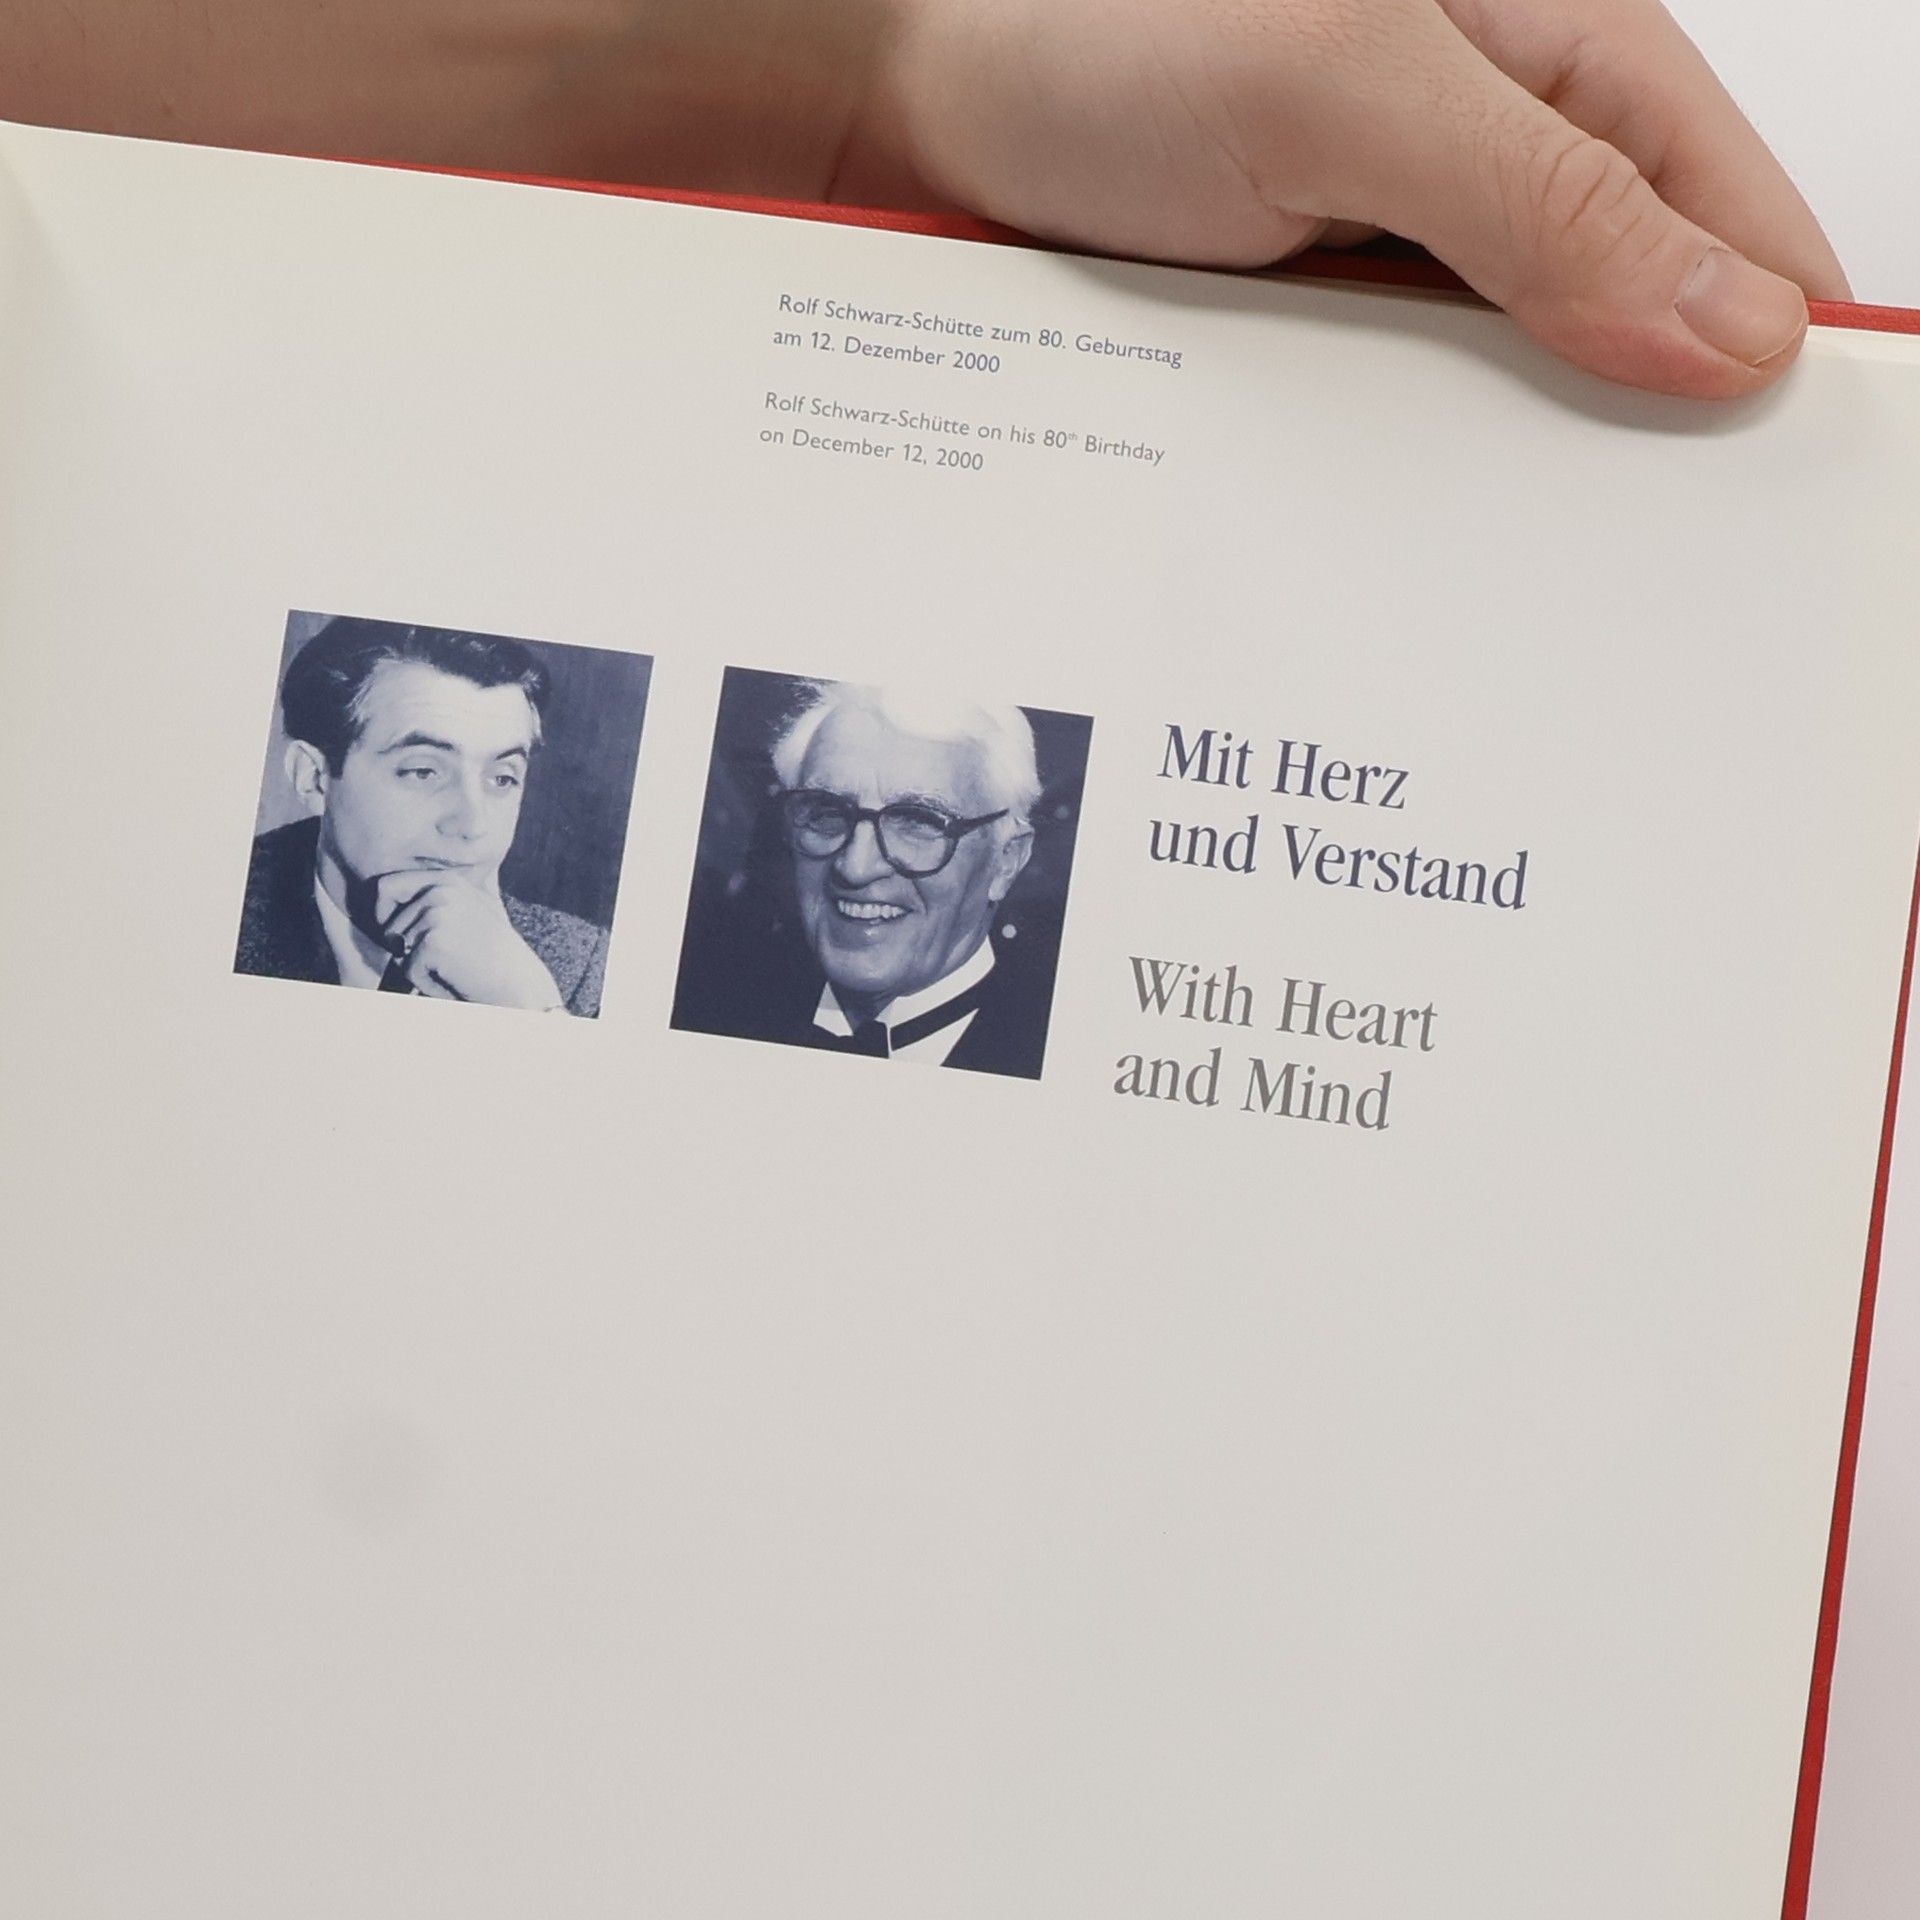 Rolf Schwarz-Schütte zum 80. Geburtstag
am 12. Dezember 2000
Rolf Schwarz-Schütte on his 80th Birthday
on December 12, 2000
Mit Herz
und Verstand
With Heart
and Mind